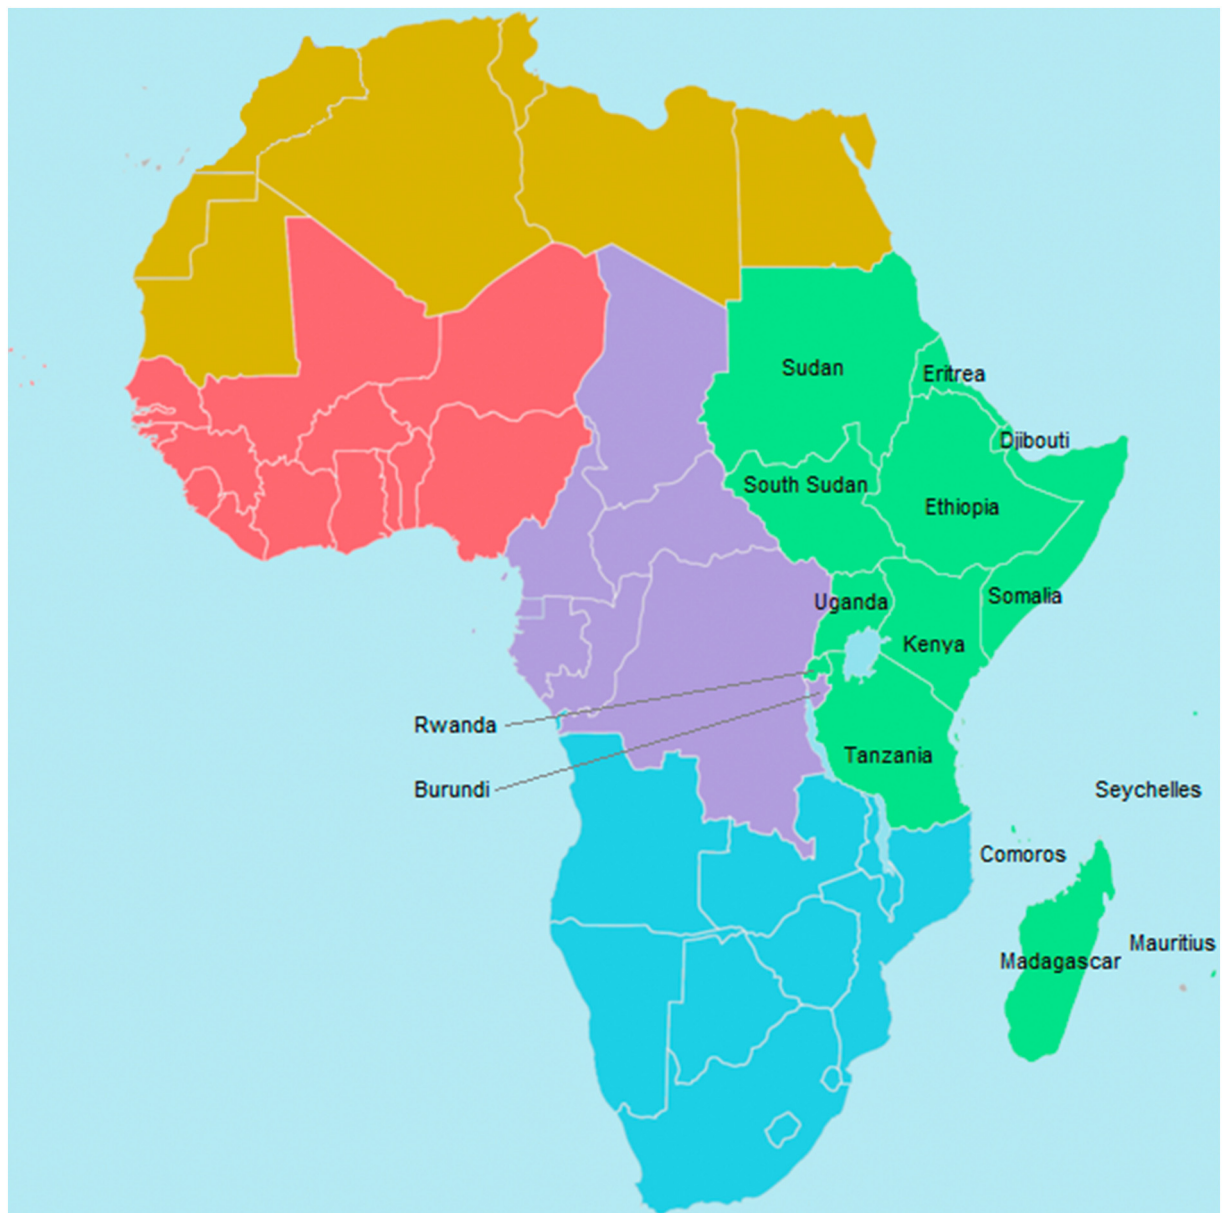 Sudan
Eritrea
Djibouti
South Sudan
Ethiopia
Somalia
Uganda
Kenya
Rwanda
Tanzania
Burundi
Seychelles
Comoros
Mauritius
Madagascar